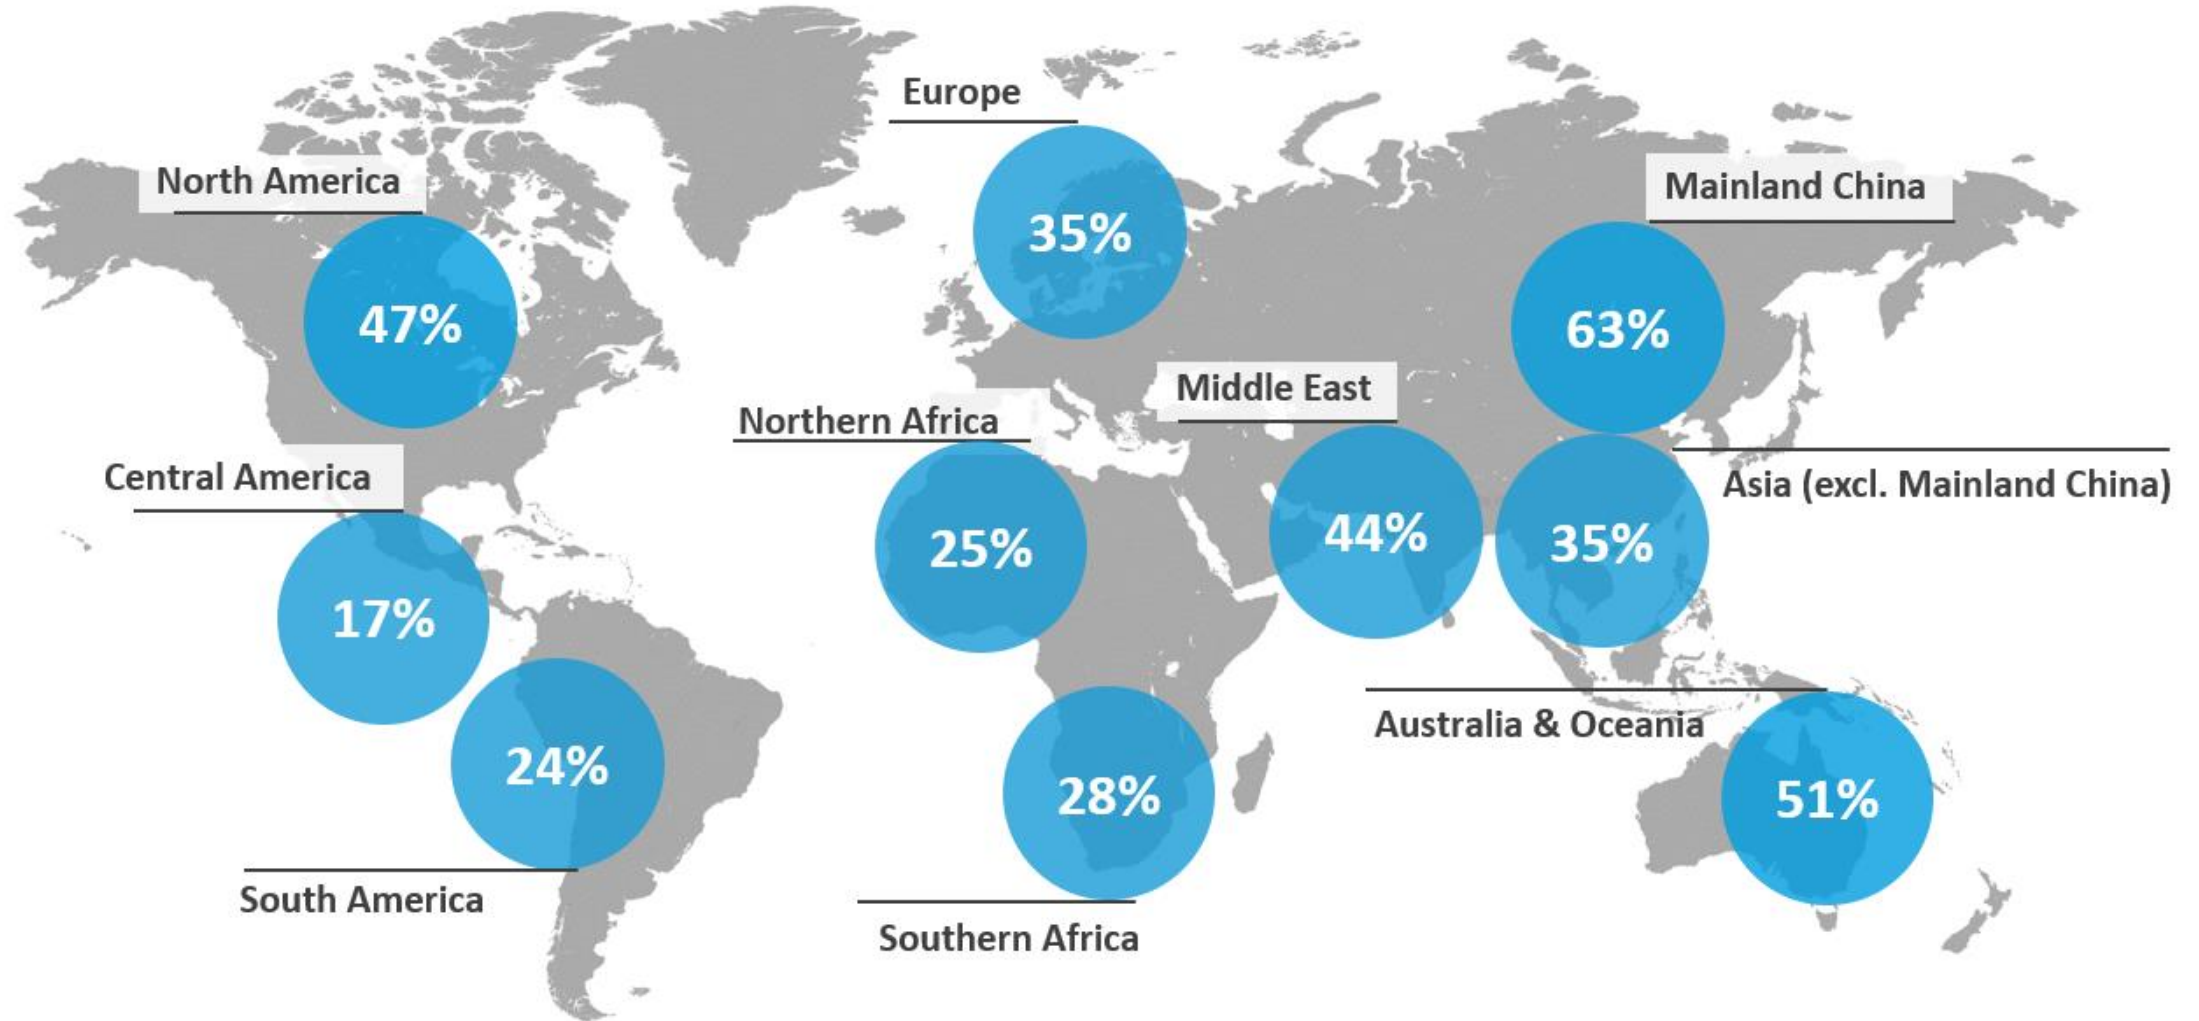 Europe
35%
North America
47%
Mainland China
63%
Middle East
44%
Northern Africa
25%
Central America
17%
Asia (excl. Mainland China)
35%
24%
South America
28%
Southern Africa
Australia & Oceania
51%